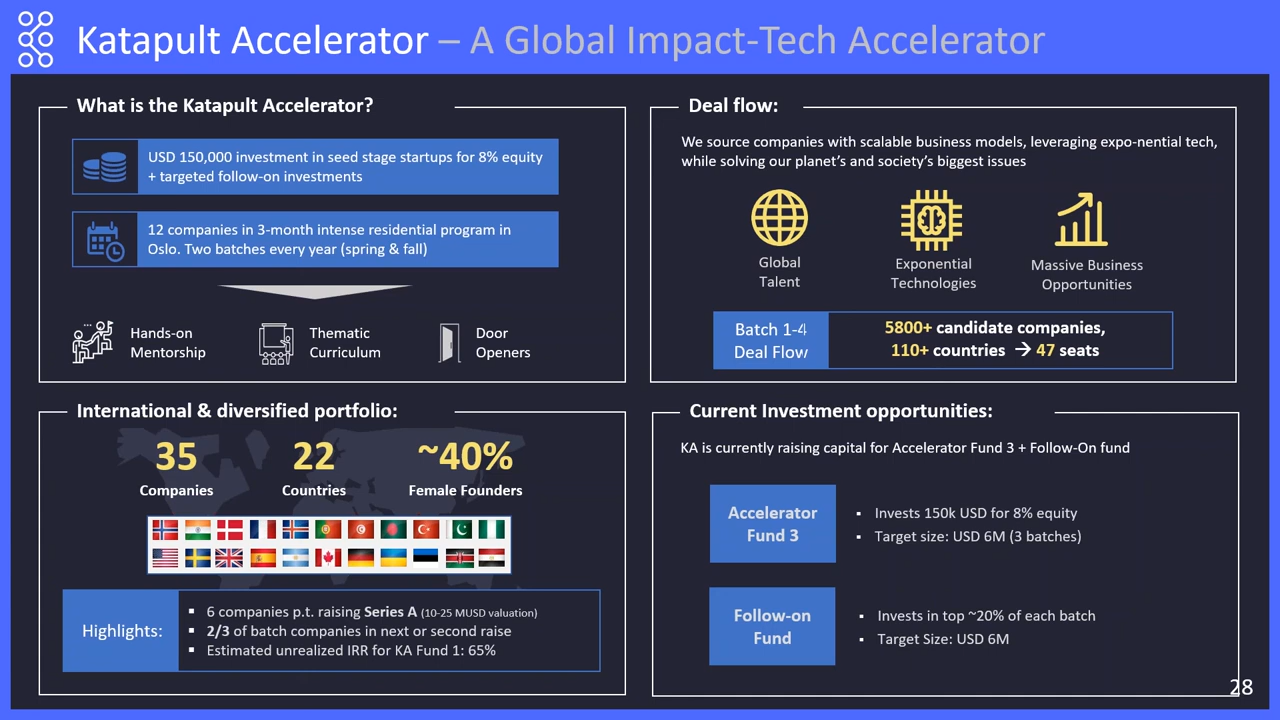 Katapult Accelerator – A Global Impact-Tech Accelerator
What is the Katapult Accelerator?
USD 150,000 investment in seed stage startups for 8% equity
+ targeted follow-on investments
12 companies in 3-month intense residential program in
Oslo. Two batches every year (spring & fall)
Hands-on
Mentorship
Thematic
Curriculum
Door
Openers
Deal flow:
We source companies with scalable business models, leveraging expo-nential tech,
while solving our planet's and society's biggest issues
Global
Talent
Exponential
Technologies
Massive Business
Opportunities
Batch 1-4
Deal Flow
5800+ candidate companies,
110+ countries → 47 seats
International & diversified portfolio:
35
Companies
22
Countries
~40%
Female Founders
Highlights:
▪ 6 companies p.t. raising Series A (10-25 MUSD valuation)
▪ 2/3 of batch companies in next or second raise
▪ Estimated unrealized IRR for KA Fund 1: 65%
Current Investment opportunities:
KA is currently raising capital for Accelerator Fund 3 + Follow-On fund
Accelerator
Fund 3
▪ Invests 150k USD for 8% equity
▪ Target size: USD 6M (3 batches)
Follow-on
Fund
▪ Invests in top ~20% of each batch
▪ Target Size: USD 6M
28